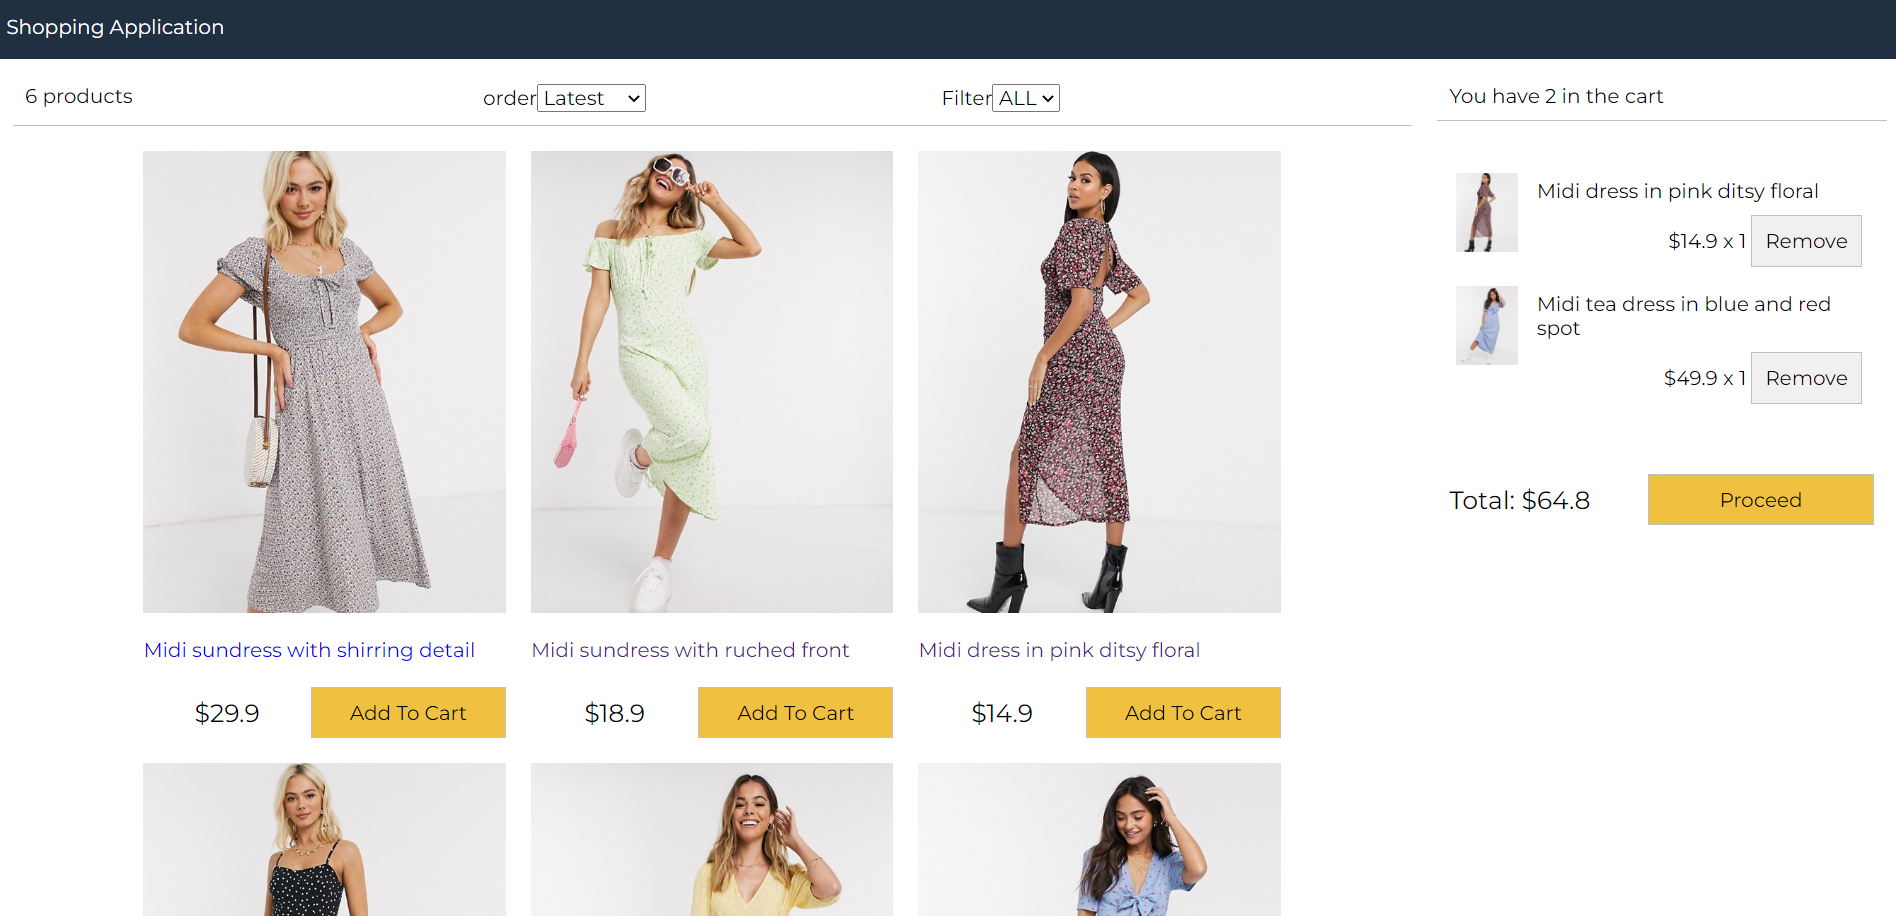 Shopping Application
6 products
order Latest
Filter ALL
You have 2 in the cart
Midi dress in pink ditsy floral
$14.9 x 1 Remove
Midi tea dress in blue and red
spot
$49.9 x 1 Remove
Total: $64.8 Proceed
Midi sundress with shirring detail
$29.9 Add To Cart
Midi sundress with ruched front
$18.9 Add To Cart
Midi dress in pink ditsy floral
$14.9 Add To Cart